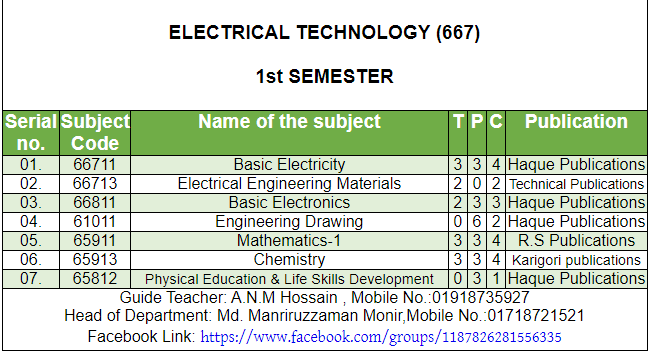 ELECTRICAL TECHNOLOGY (667)
1st SEMESTER
Serial no. Subject Code Name of the subject T P C Publication
01. 66711 Basic Electricity 3 3 4 Haque Publications
02. 66713 Electrical Engineering Materials 2 0 2 Technical Publications
03. 66811 Basic Electronics 2 3 3 Haque Publications
04. 61011 Engineering Drawing 0 6 2 Haque Publications
05. 65911 Mathematics-1 3 3 4 R.S Publications
06. 65913 Chemistry 3 3 4 Karigori publications
07. 65812 Physical Education & Life Skills Development 0 3 1 Haque Publications
Guide Teacher: A.N.M Hossain , Mobile No.:01918735927
Head of Department: Md. Manriruzzaman Monir,Mobile No.:01718721521
Facebook Link: https://www.facebook.com/groups/1187826281556335